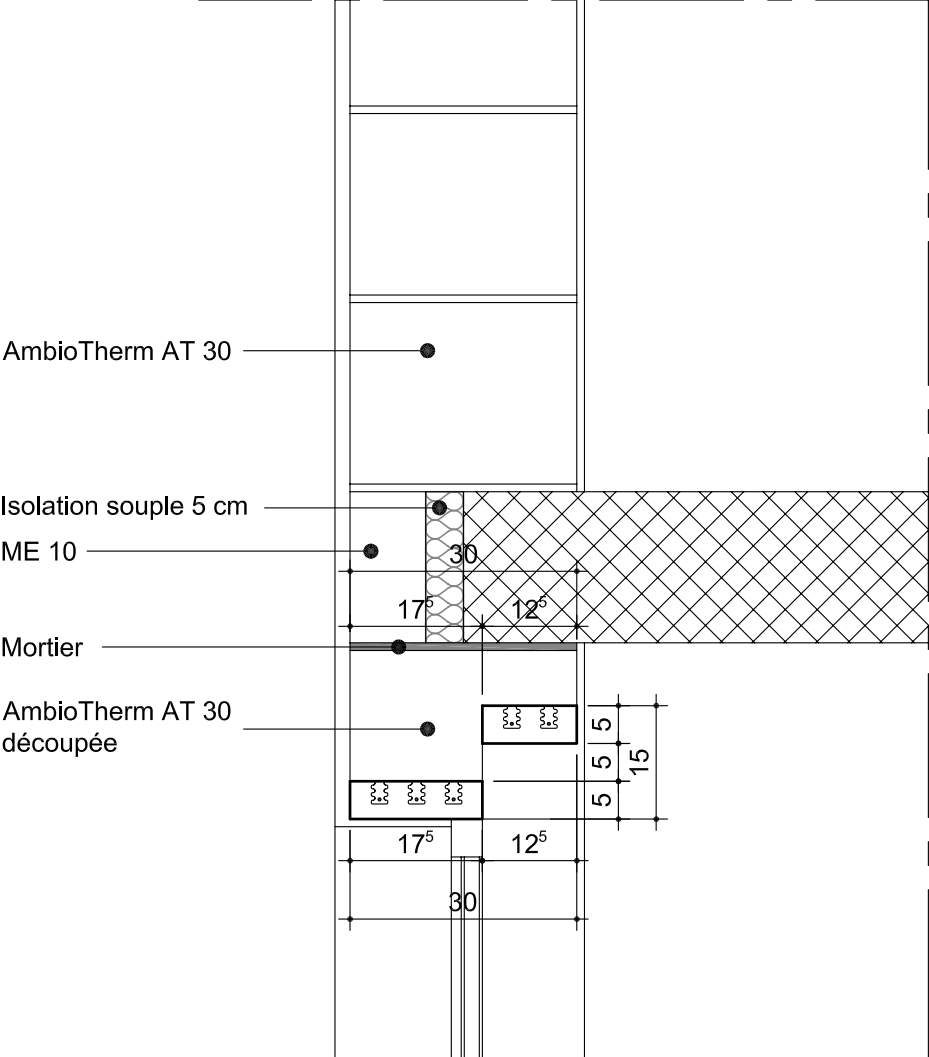 AmbioTherm AT 30
Isolation souple 5 cm
ME 10
30
17⁵ 12⁵
Mortier
AmbioTherm AT 30
découpée
5
5
15
5
17⁵ 12⁵
30